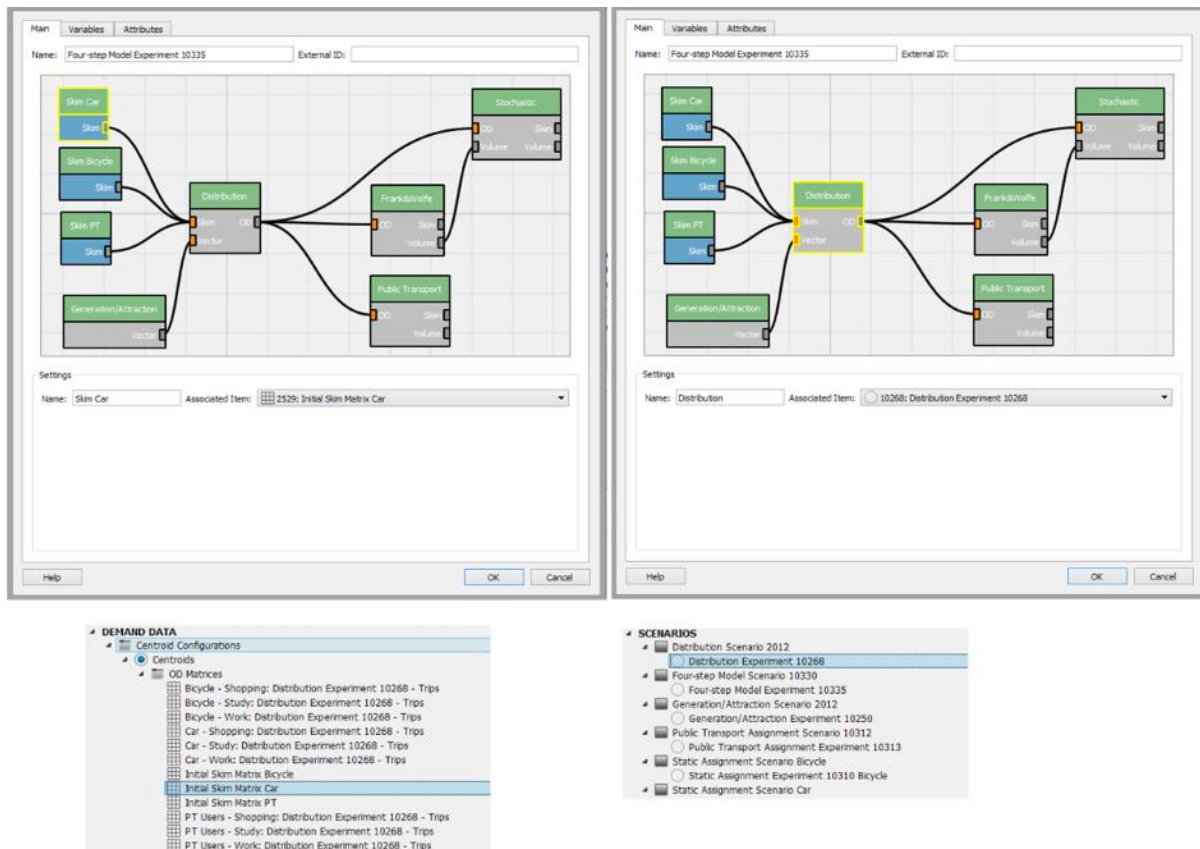 Main Variables Attributes
Name: Four-step Model Experiment 10335 External ID:
Skim Car
Skim
Skim Bicycle
Skim
Skim PT
Skim
Generation/Attraction
Vector
Distribution
Skim OD
Vector
Stochastic
OD Skim
Volume Volume
Frank&Wolfe
OD Skim
Volume
Public Transport
OD Skim
Volume
Settings
Name: Skim Car Associated Item: 2529: Initial Skim Matrix Car
Help OK Cancel
Main Variables Attributes
Name: Four-step Model Experiment 10335 External ID:
Skim Car
Skim
Skim Bicycle
Skim
Skim PT
Skim
Generation/Attraction
Vector
Distribution
Skim OD
Vector
Stochastic
OD Skim
Volume Volume
Frank&Wolfe
OD Skim
Volume
Public Transport
OD Skim
Volume
Settings
Name: Distribution Associated Item: 10268: Distribution Experiment 10268
Help OK Cancel
DEMAND DATA
Centroid Configurations
Centroids
OD Matrices
Bicycle - Shopping: Distribution Experiment 10268 - Trips
Bicycle - Study: Distribution Experiment 10268 - Trips
Bicycle - Work: Distribution Experiment 10268 - Trips
Car - Shopping: Distribution Experiment 10268 - Trips
Car - Study: Distribution Experiment 10268 - Trips
Car - Work: Distribution Experiment 10268 - Trips
Initial Skim Matrix Bicycle
Initial Skim Matrix Car
Initial Skim Matrix PT
PT Users - Shopping: Distribution Experiment 10268 - Trips
PT Users - Study: Distribution Experiment 10268 - Trips
PT Users - Work: Distribution Experiment 10268 - Trips
SCENARIOS
Distribution Scenario 2012
Distribution Experiment 10268
Four-step Model Scenario 10330
Four-step Model Experiment 10335
Generation/Attraction Scenario 2012
Generation/Attraction Experiment 10250
Public Transport Assignment Scenario 10312
Public Transport Assignment Experiment 10313
Static Assignment Scenario Bicycle
Static Assignment Experiment 10310 Bicycle
Static Assignment Scenario Car